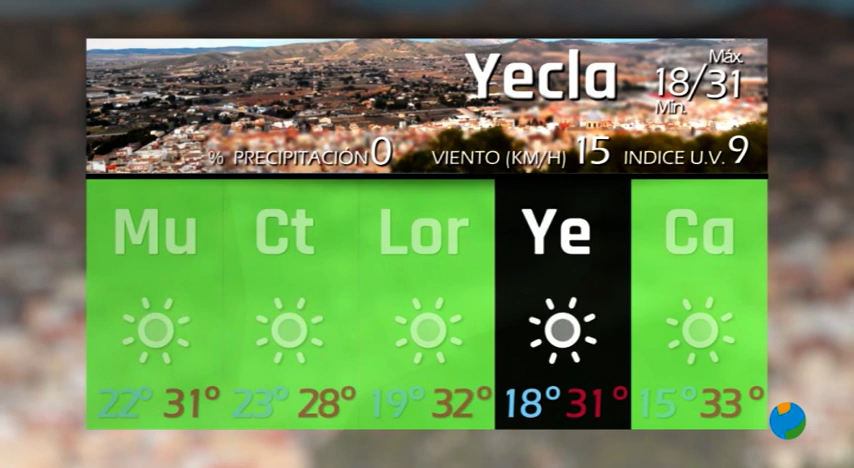 Yecla
Máx.
18/31
Mín.
% PRECIPITACIÓN 0 VIENTO (KM/H) 15 INDICE U.V. 9
Mu Ct Lor Ye Ca
22° 31° 23° 28° 19° 32° 18° 31° 15° 33°